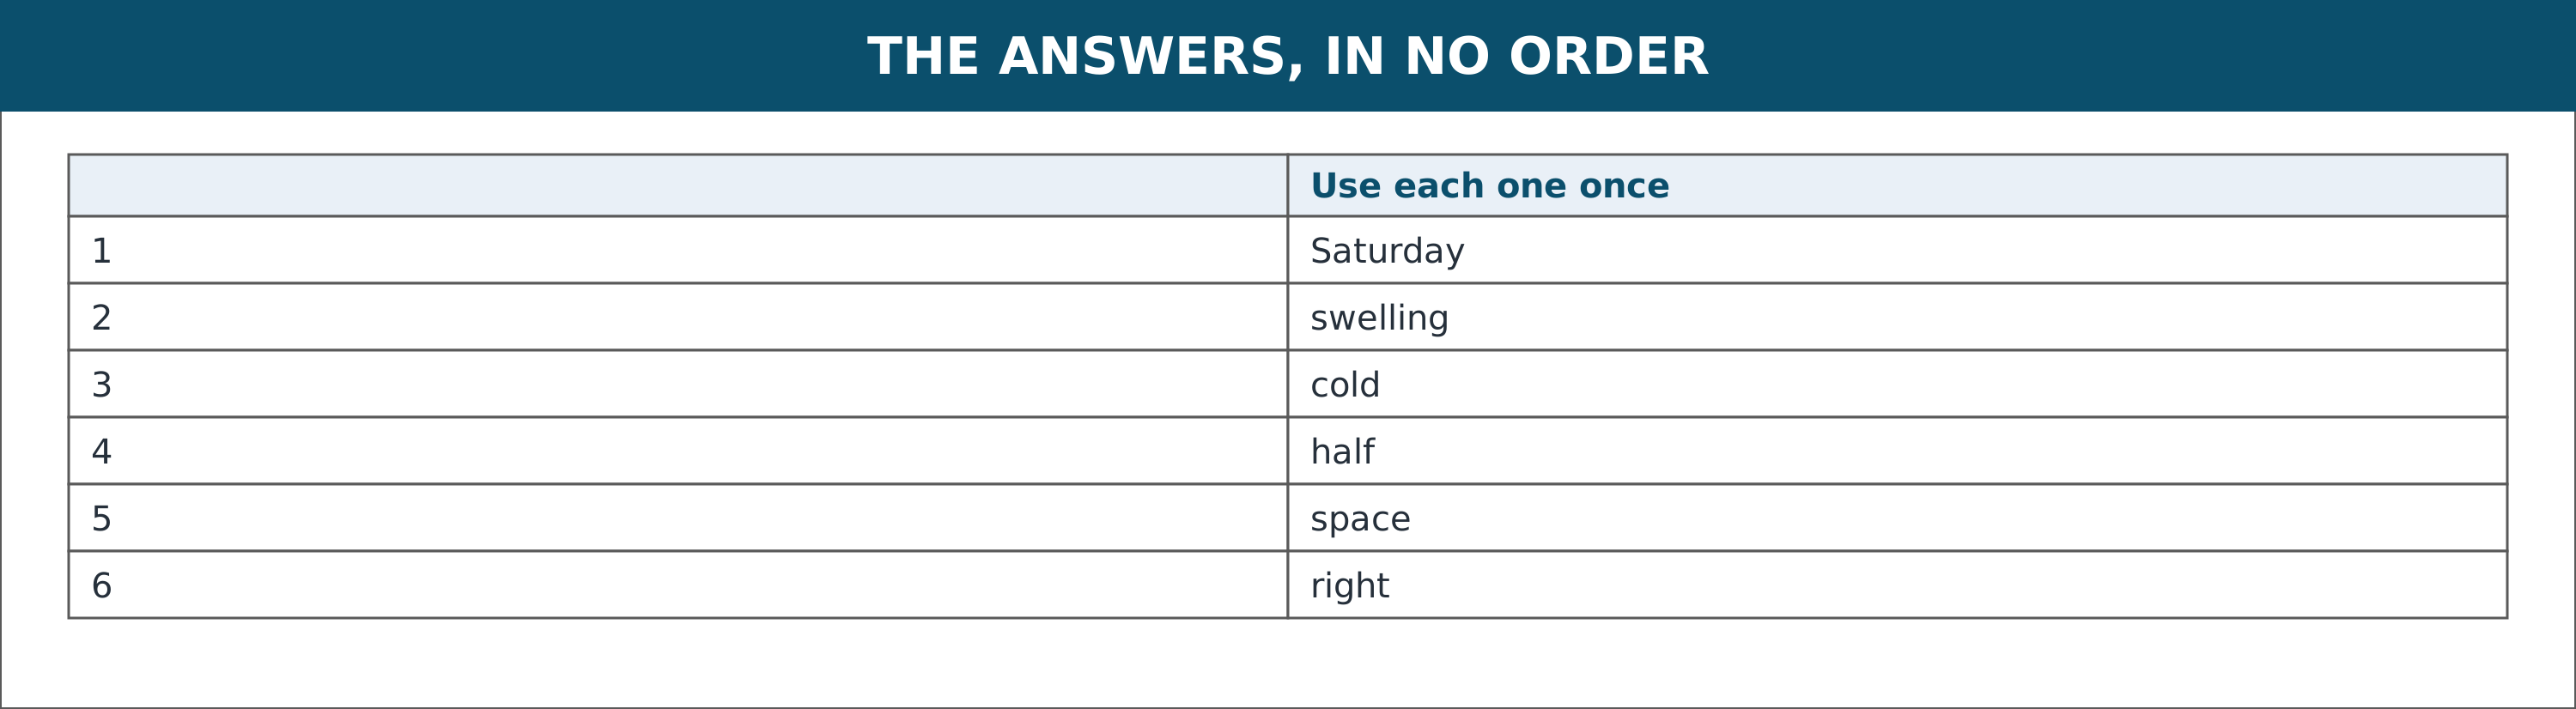 THE ANSWERS, IN NO ORDER
Use each one once
1 Saturday
2 swelling
3 cold
4 half
5 space
6 right